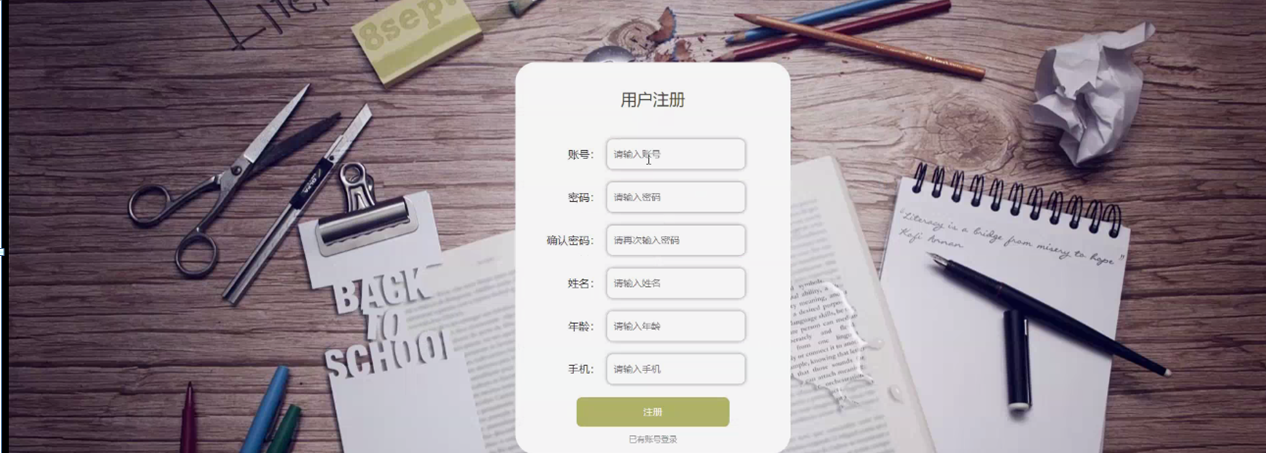 8sept
用户注册
账号：
请输入账号
密码：
请输入密码
确认密码：
请再次输入密码
姓名：
请输入姓名
年龄：
请输入年龄
手机：
请输入手机
注册
已有账号登录
"Literacy is a bridge from misery to hope"
Kofi Annan
BACK
TO
SCHOOL